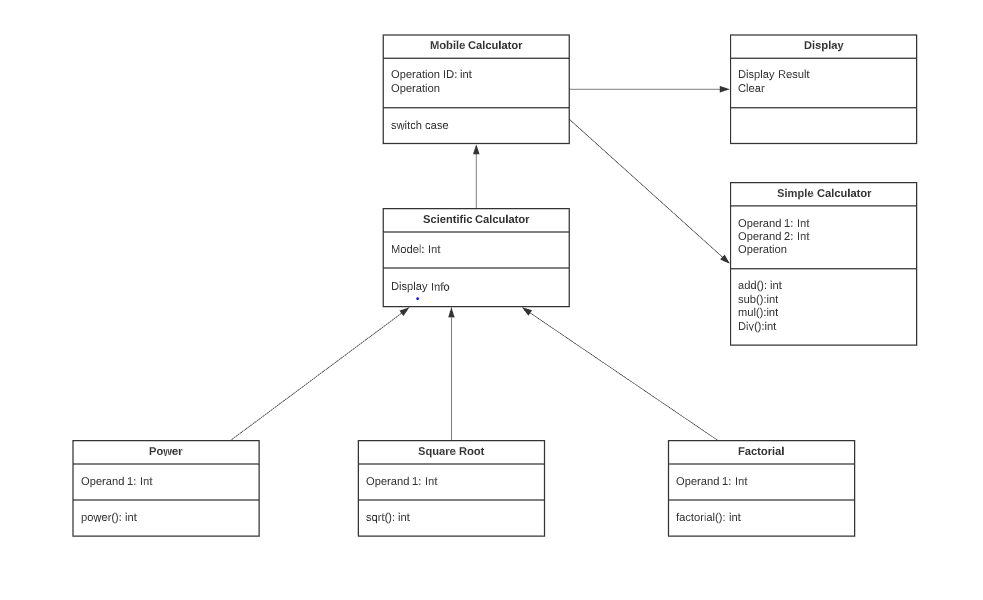 Mobile Calculator
Operation ID: int
Operation
switch case
Display
Display Result
Clear
Simple Calculator
Operand 1: Int
Operand 2: Int
Operation
add(): int
sub():int
mul():int
Div():int
Scientific Calculator
Model: Int
Display Info
Power
Operand 1: Int
power(): int
Square Root
Operand 1: Int
sqrt(): int
Factorial
Operand 1: Int
factorial(): int